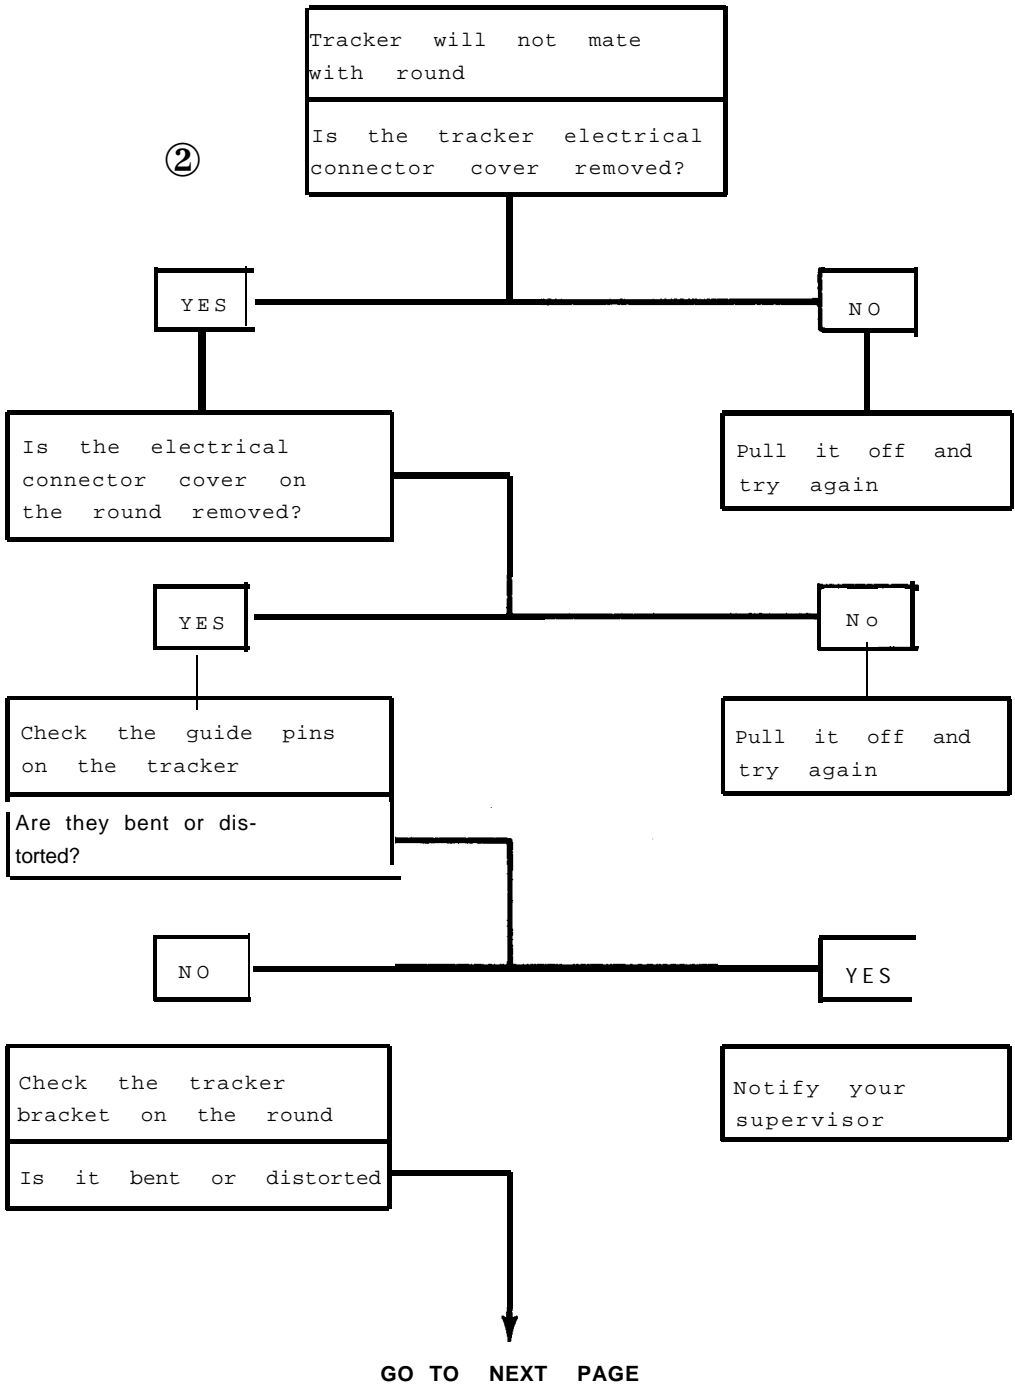 Tracker will not mate
with round
Is the tracker electrical
connector cover removed?
②
YES
NO
Is the electrical
connector cover on
the round removed?
Pull it off and
try again
YES
No
Check the guide pins
on the tracker
Are they bent or dis-
torted?
Pull it off and
try again
NO
YES
Check the tracker
bracket on the round
Is it bent or distorted
Notify your
supervisor
GO TO NEXT PAGE